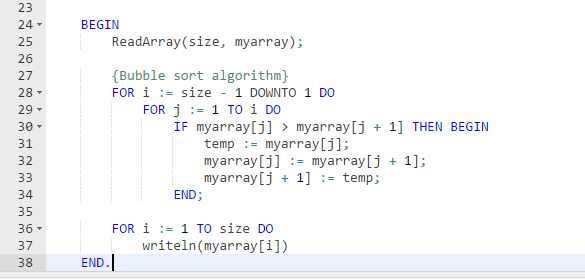 23
24 BEGIN
25 ReadArray(size, myarray);
26
27 {Bubble sort algorithm}
28 FOR i := size - 1 DOWNTO 1 DO
29 FOR j := 1 TO i DO
30 IF myarray[j] > myarray[j + 1] THEN BEGIN
31 temp := myarray[j];
32 myarray[j] := myarray[j + 1];
33 myarray[j + 1] := temp;
34 END;
35
36 FOR i := 1 TO size DO
37 writeln(myarray[i])
38 END.